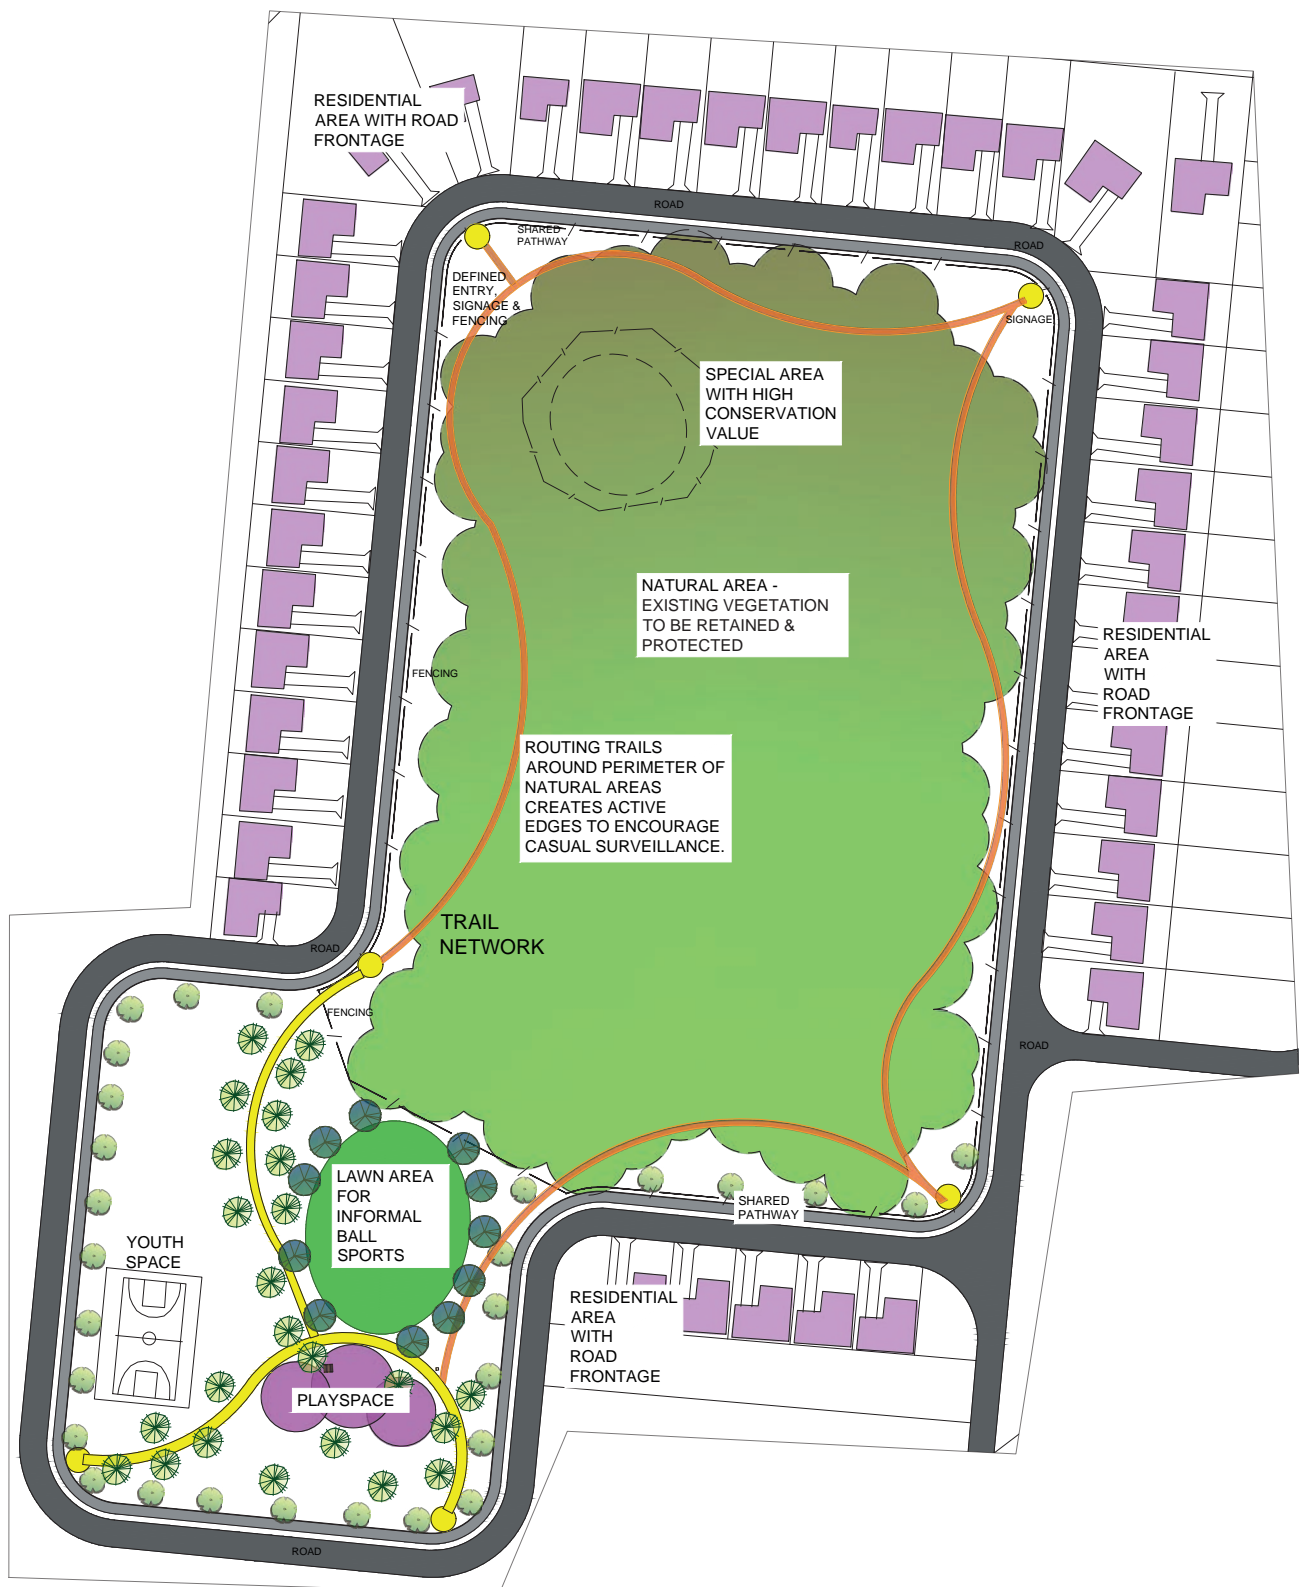 RESIDENTIAL
AREA WITH ROAD
FRONTAGE
ROAD
SHARED
PATHWAY
ROAD
DEFINED
ENTRY,
SIGNAGE &
FENCING
SIGNAGE
SPECIAL AREA
WITH HIGH
CONSERVATION
VALUE
NATURAL AREA -
EXISTING VEGETATION
TO BE RETAINED &
PROTECTED
RESIDENTIAL
AREA
WITH
ROAD
FRONTAGE
FENCING
ROUTING TRAILS
AROUND PERIMETER OF
NATURAL AREAS
CREATES ACTIVE
EDGES TO ENCOURAGE
CASUAL SURVEILLANCE.
TRAIL
NETWORK
ROAD
FENCING
ROAD
LAWN AREA
FOR
INFORMAL
BALL
SPORTS
SHARED
PATHWAY
YOUTH
SPACE
RESIDENTIAL
AREA
WITH
ROAD
FRONTAGE
PLAYSPACE
ROAD